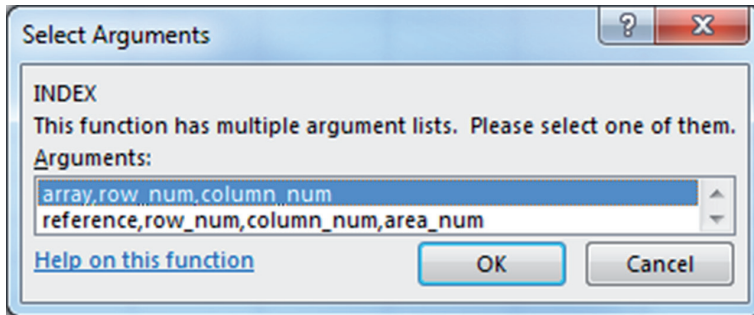 Select Arguments
INDEX
This function has multiple argument lists.  Please select one of them.
Arguments:
array,row_num,column_num
reference,row_num,column_num,area_num
Help on this function
OK
Cancel